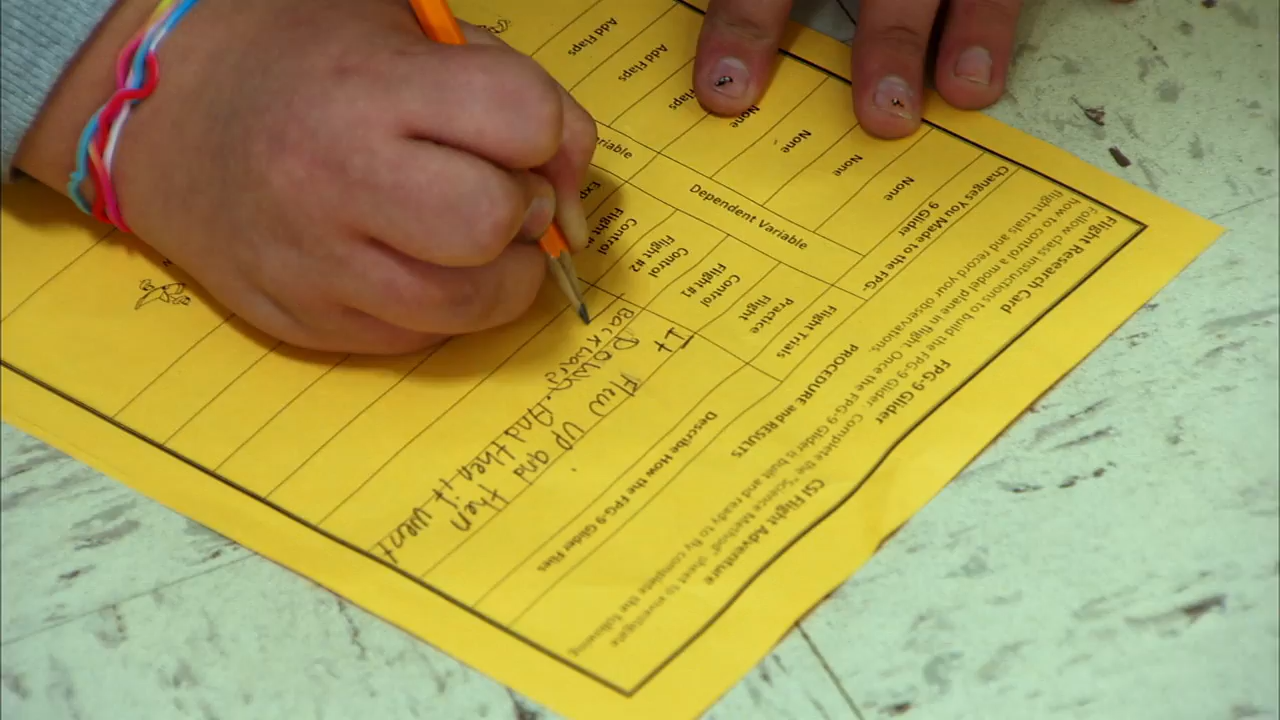 Flight Research Card
FPG-9 Glider
CSI Flight Adventure
Follow class instructions to build the FPG-9 Glider. Complete the "Science Method" sheet to investigate
how to control a model plane in flight. Once the FPG-9 Glider is built and ready to fly complete the following
flight trials and record your observations.
PROCEDURE and RESULTS
Changes You Made to the FPG-
9 Glider
Flight Trials
Describe How the FPG-9 Glider Flies
None
Practice
Flight
It Flew UP and then
Down. And then it went
Backwards
None
Control
Flight #1
None
Control
Flight #2
None
Dependent Variable
Flaps
Add Flaps
Add Flaps